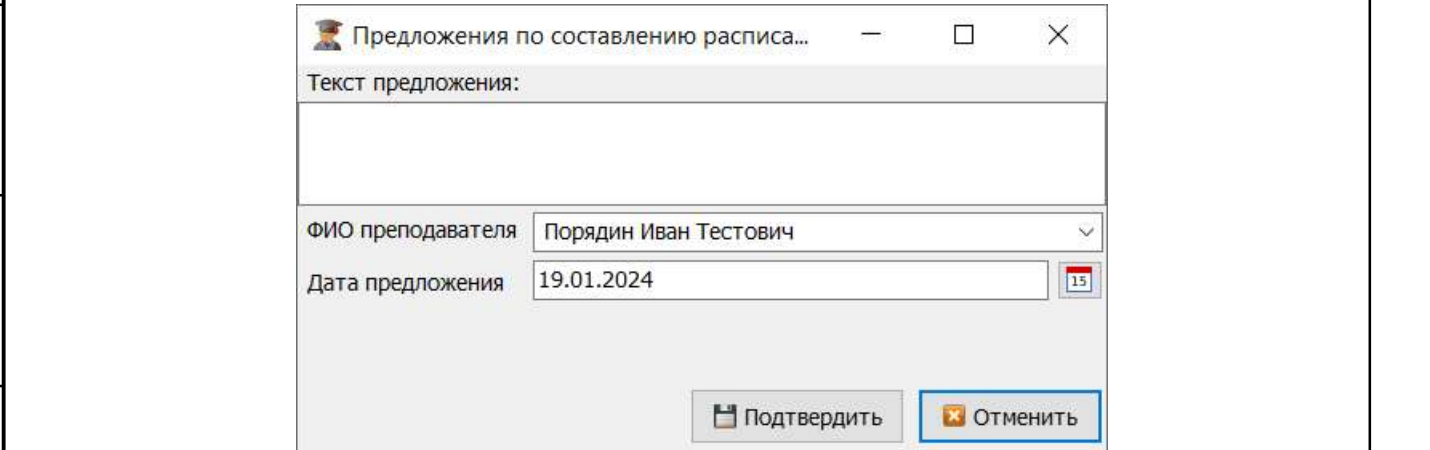 Предложения по составлению расписа...
Текст предложения:
ФИО преподавателя Порядин Иван Тестович
Дата предложения 19.01.2024 15
Подтвердить Отменить